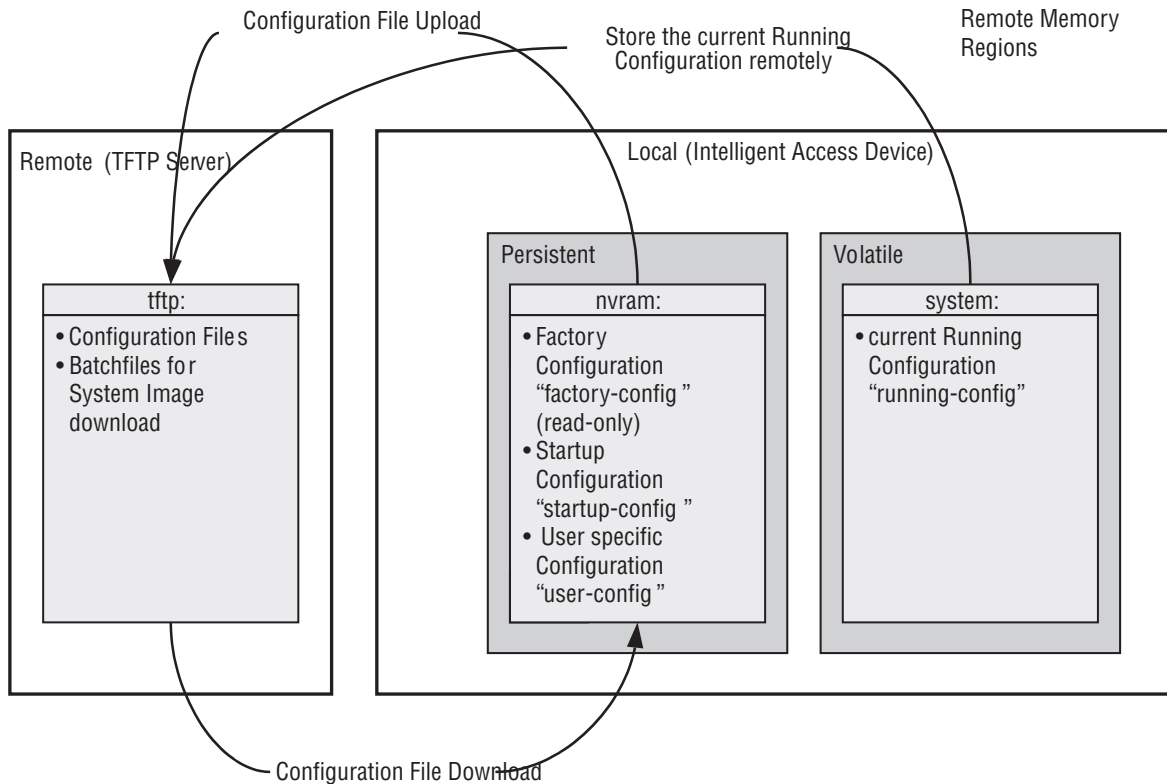 Configuration File Upload
Store the current Running
Configuration remotely
Remote Memory
Regions
Remote (TFTP Server)
Local (Intelligent Access Device)
Persistent
Volatile
tftp:
• Configuration Files
• Batchfiles for
System Image
download
nvram:
• Factory
Configuration
“factory-config ”
(read-only)
• Startup
Configuration
“startup-config ”
• User specific
Configuration
“user-config ”
system:
• current Running
Configuration
“running-config”
Configuration File Download